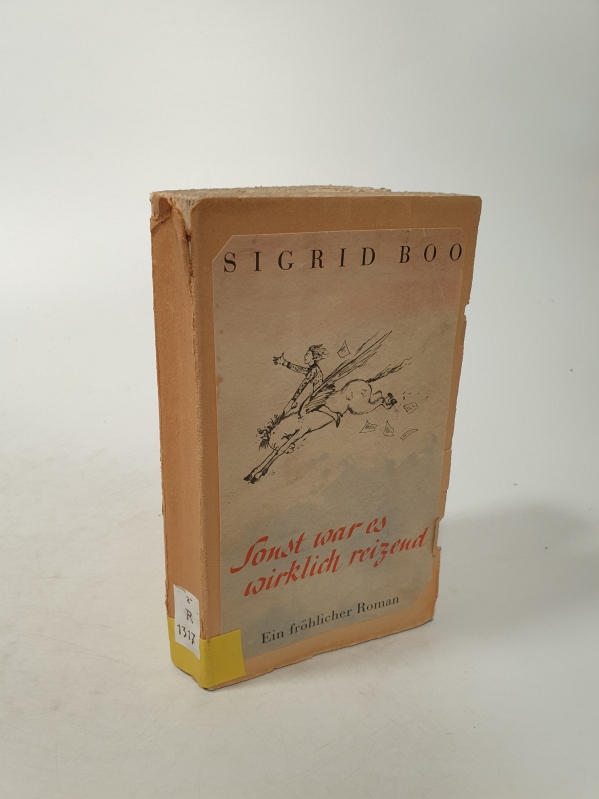 SIGRID BOO
Sonst war es
wirklich reizend
Ein fröhlicher Roman
R
1317